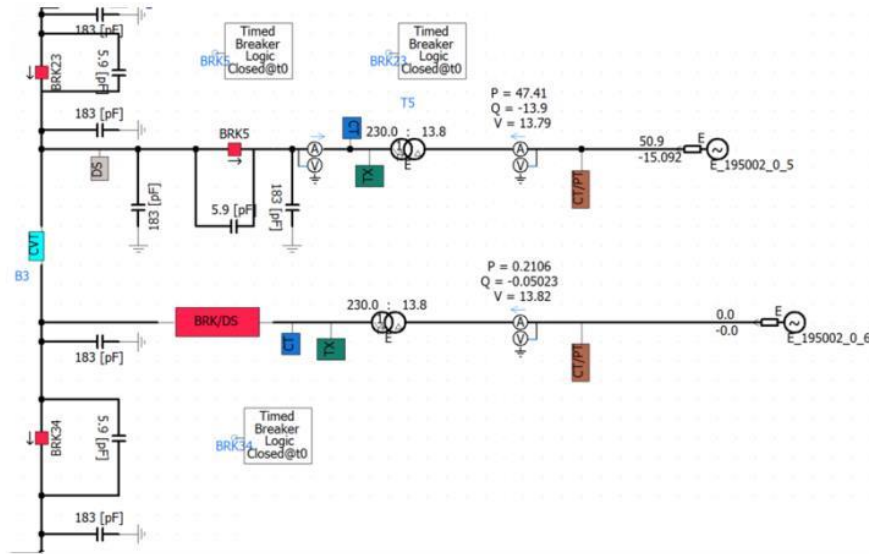 183 [pF]
BRK23
5.9 [pF]
Timed
Breaker
Logic
Closed@t0
BRK5
Timed
Breaker
Logic
Closed@t0
BRK23
183 [pF]
BRK5
CT
T5
230.0 : 13.8
E
P = 47.41
Q = -13.9
V = 13.79
A
V
A
V
50.9
-15.092
E
E_195002_0_5
DS
TX
CT/PT
183 [pF]
5.9 [pF]
183 [pF]
CVT
B3
P = 0.2106
Q = -0.05023
V = 13.82
BRK/DS
230.0 : 13.8
E
A
V
0.0
-0.0
E
E_195002_0_6
CT
TX
CT/PT
183 [pF]
BRK34
5.9 [pF]
Timed
Breaker
Logic
Closed@t0
BRK34
183 [pF]